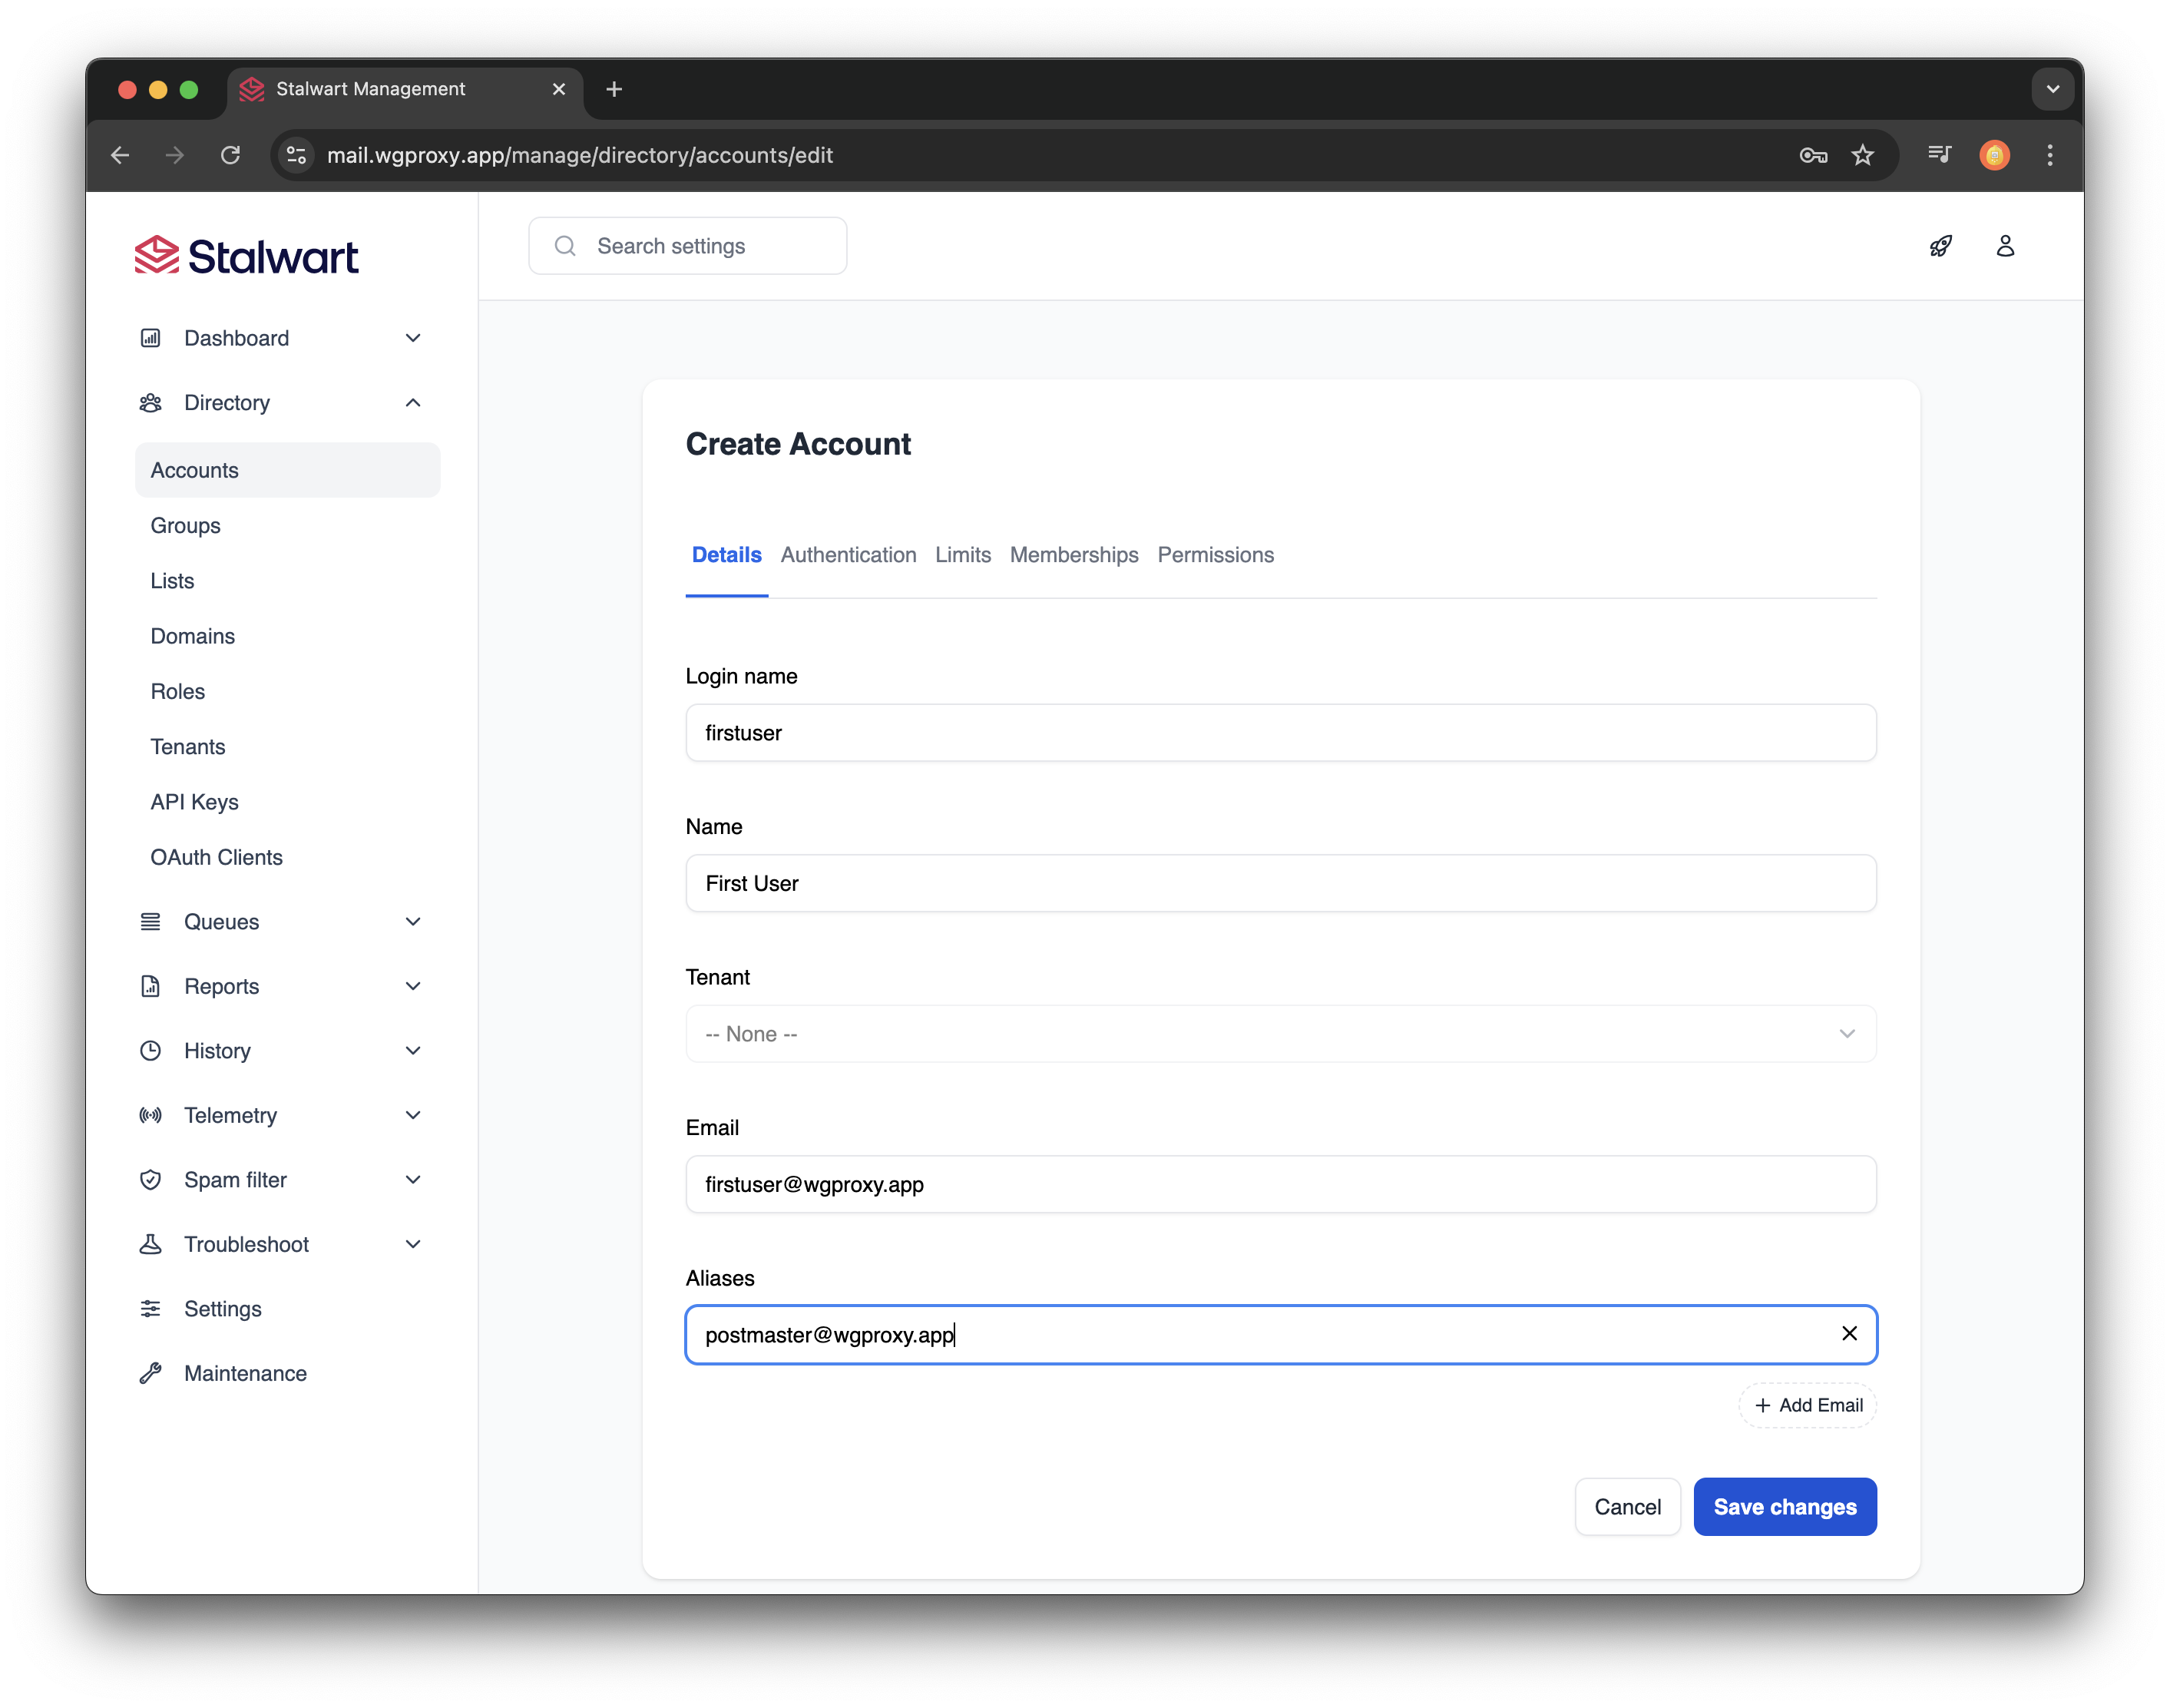 Stalwart Management
mail.wgproxy.app/manage/directory/accounts/edit
Stalwart
Search settings
Dashboard
Directory
Accounts
Groups
Lists
Domains
Roles
Tenants
API Keys
OAuth Clients
Queues
Reports
History
Telemetry
Spam filter
Troubleshoot
Settings
Maintenance
Create Account
Details Authentication Limits Memberships Permissions
Login name
firstuser
Name
First User
Tenant
-- None --
Email
firstuser@wgproxy.app
Aliases
postmaster@wgproxy.app
+ Add Email
Cancel Save changes